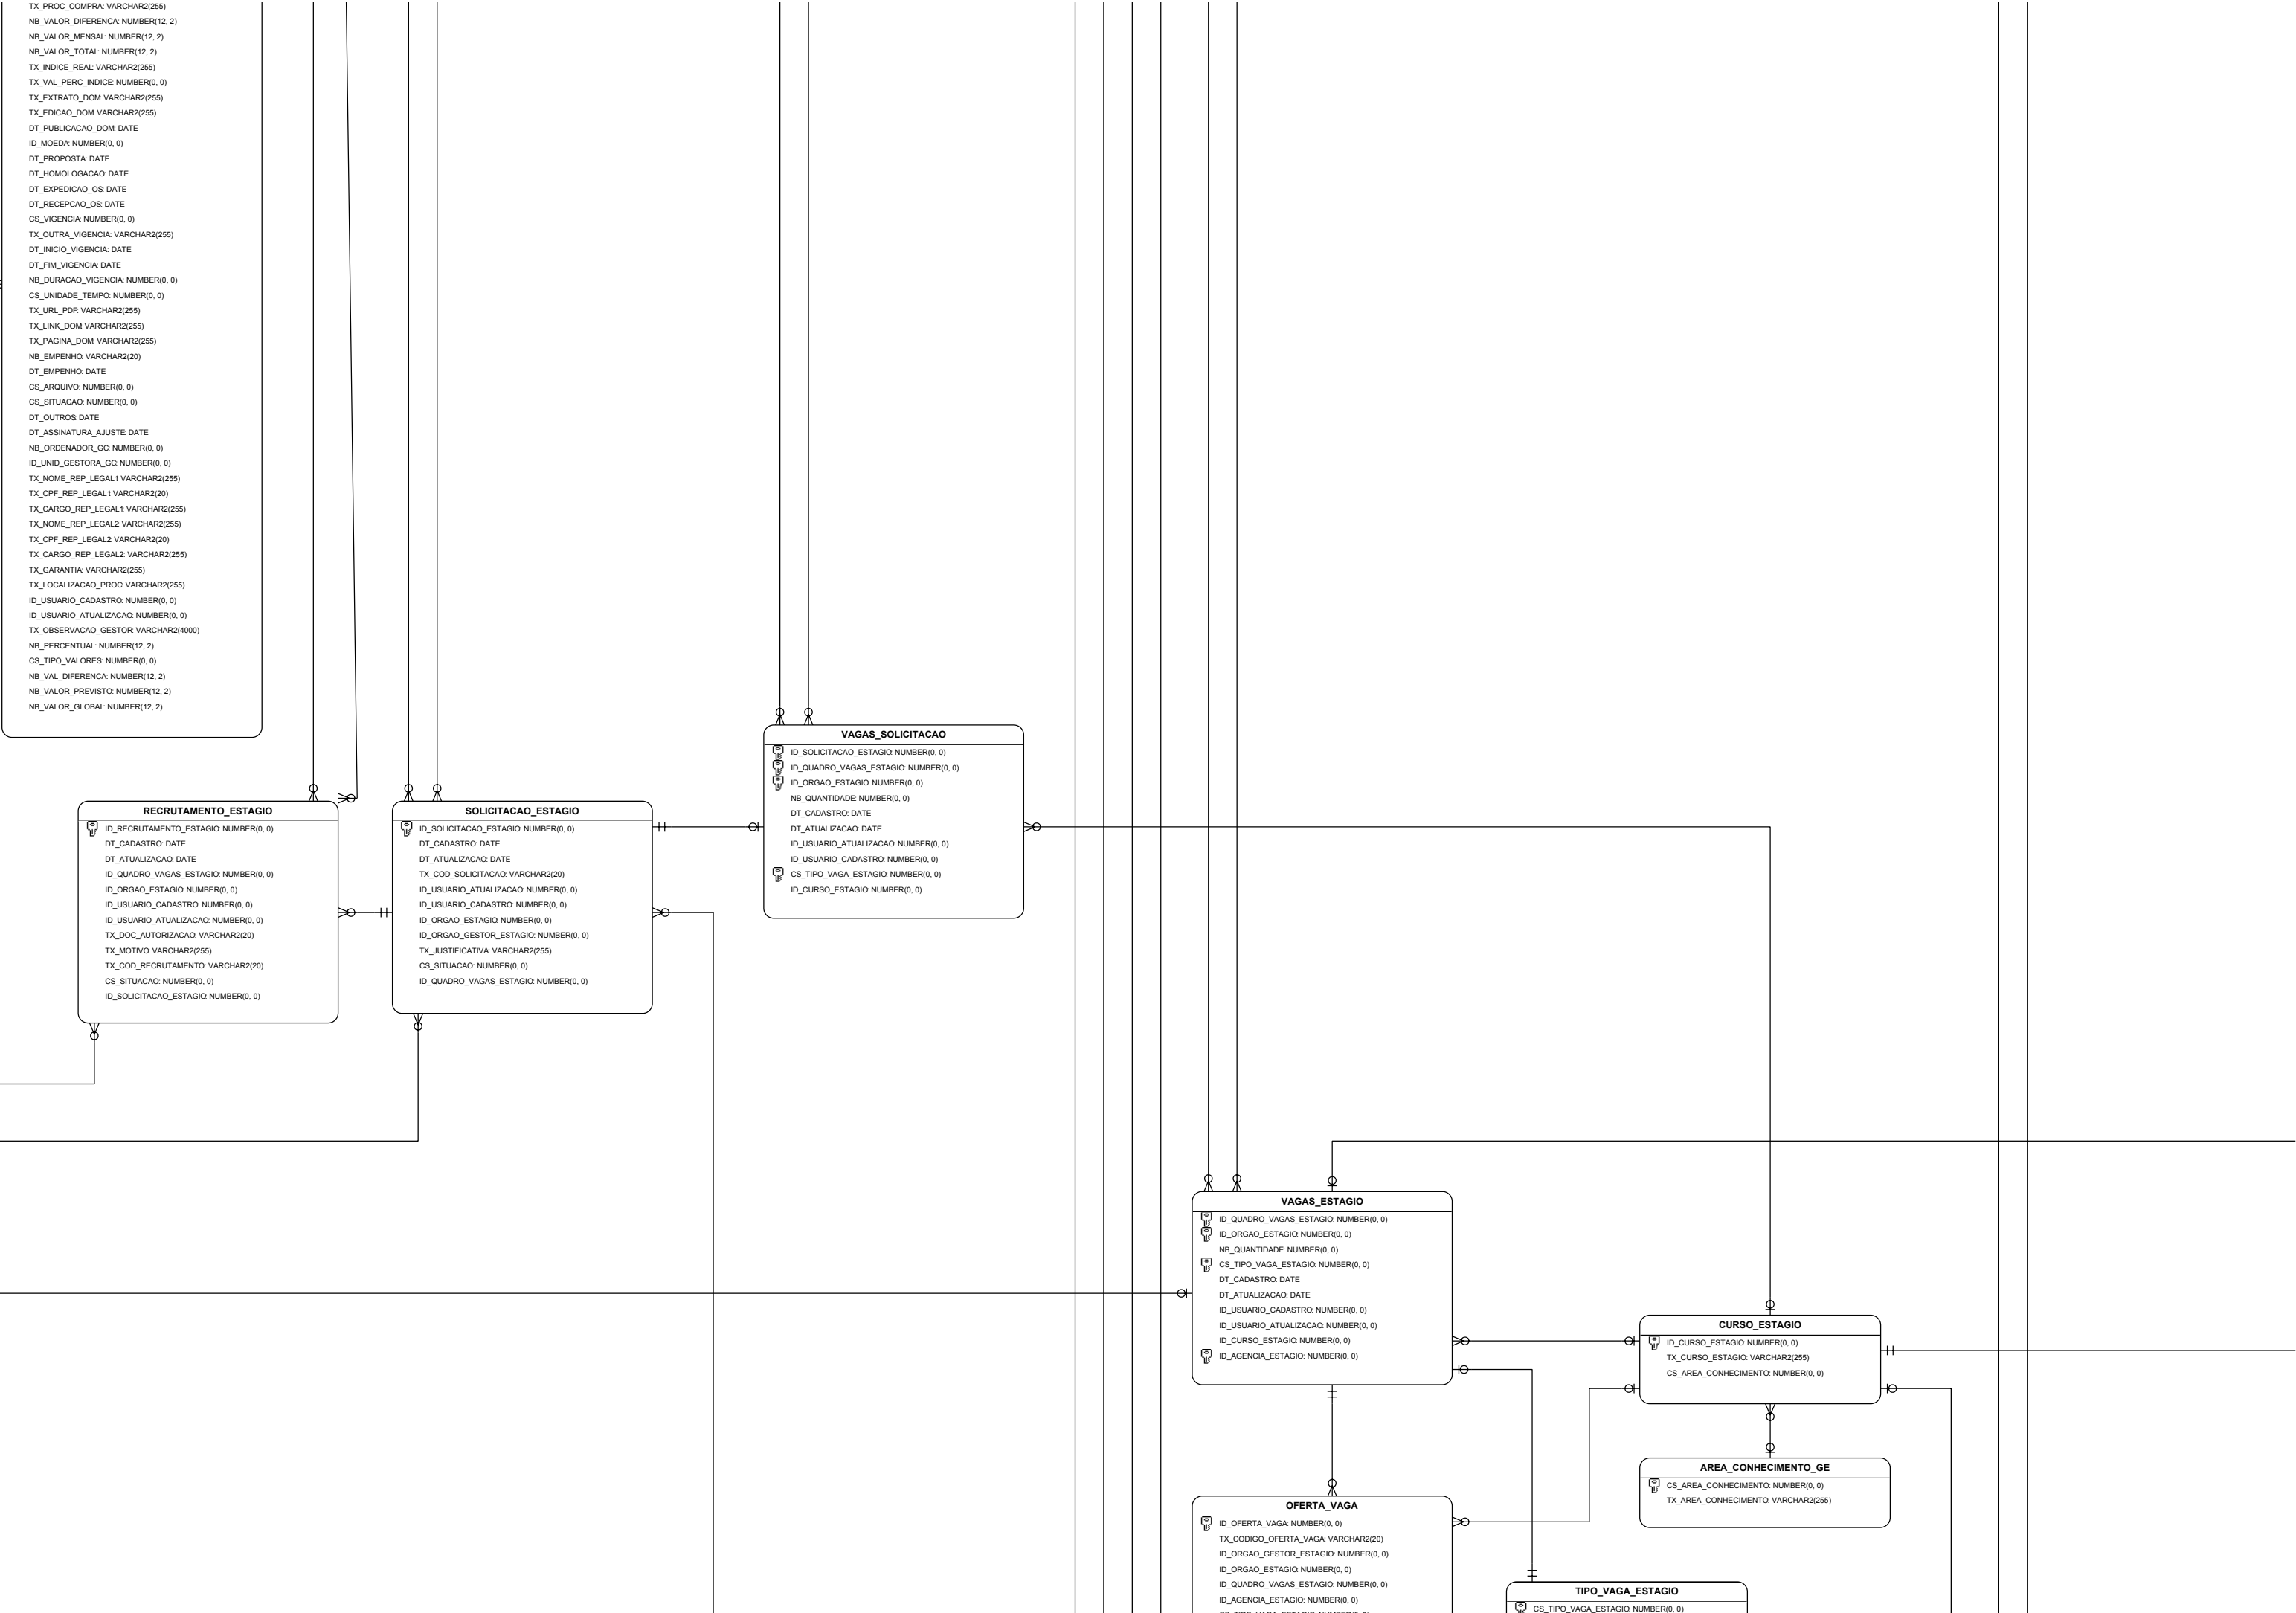 TX_PROC_COMPRA: VARCHAR2(255)
NB_VALOR_DIFERENCA: NUMBER(12, 2)
NB_VALOR_MENSAL: NUMBER(12, 2)
NB_VALOR_TOTAL: NUMBER(12, 2)
TX_INDICE_REAL: VARCHAR2(255)
TX_VAL_PERC_INDICE: NUMBER(0, 0)
TX_EXTRATO_DOM: VARCHAR2(255)
TX_EDICAO_DOM: VARCHAR2(255)
DT_PUBLICACAO_DOM: DATE
ID_MOEDA: NUMBER(0, 0)
DT_PROPOSTA: DATE
DT_HOMOLOGACAO: DATE
DT_EXPEDICAO_OS: DATE
DT_RECEPCAO_OS: DATE
CS_VIGENCIA: NUMBER(0, 0)
TX_OUTRA_VIGENCIA: VARCHAR2(255)
DT_INICIO_VIGENCIA: DATE
DT_FIM_VIGENCIA: DATE
NB_DURACAO_VIGENCIA: NUMBER(0, 0)
CS_UNIDADE_TEMPO: NUMBER(0, 0)
TX_URL_PDF: VARCHAR2(255)
TX_LINK_DOM: VARCHAR2(255)
TX_PAGINA_DOM: VARCHAR2(255)
NB_EMPENHO: VARCHAR2(20)
DT_EMPENHO: DATE
CS_ARQUIVO: NUMBER(0, 0)
CS_SITUACAO: NUMBER(0, 0)
DT_OUTROS: DATE
DT_ASSINATURA_AJUSTE: DATE
NB_ORDENADOR_GC: NUMBER(0, 0)
ID_UNID_GESTORA_GC: NUMBER(0, 0)
TX_NOME_REP_LEGAL1: VARCHAR2(255)
TX_CPF_REP_LEGAL1: VARCHAR2(20)
TX_CARGO_REP_LEGAL1: VARCHAR2(255)
TX_NOME_REP_LEGAL2: VARCHAR2(255)
TX_CPF_REP_LEGAL2: VARCHAR2(20)
TX_CARGO_REP_LEGAL2: VARCHAR2(255)
TX_GARANTIA: VARCHAR2(255)
TX_LOCALIZACAO_PROC: VARCHAR2(255)
ID_USUARIO_CADASTRO: NUMBER(0, 0)
ID_USUARIO_ATUALIZACAO: NUMBER(0, 0)
TX_OBSERVACAO_GESTOR: VARCHAR2(4000)
NB_PERCENTUAL: NUMBER(12, 2)
CS_TIPO_VALORES: NUMBER(0, 0)
NB_VAL_DIFERENCA: NUMBER(12, 2)
NB_VALOR_PREVISTO: NUMBER(12, 2)
NB_VALOR_GLOBAL: NUMBER(12, 2)
RECRUTAMENTO_ESTAGIO
ID_RECRUTAMENTO_ESTAGIO: NUMBER(0, 0)
DT_CADASTRO: DATE
DT_ATUALIZACAO: DATE
ID_QUADRO_VAGAS_ESTAGIO: NUMBER(0, 0)
ID_ORGAO_ESTAGIO: NUMBER(0, 0)
ID_USUARIO_CADASTRO: NUMBER(0, 0)
ID_USUARIO_ATUALIZACAO: NUMBER(0, 0)
TX_DOC_AUTORIZACAO: VARCHAR2(20)
TX_MOTIVO: VARCHAR2(255)
TX_COD_RECRUTAMENTO: VARCHAR2(20)
CS_SITUACAO: NUMBER(0, 0)
ID_SOLICITACAO_ESTAGIO: NUMBER(0, 0)
SOLICITACAO_ESTAGIO
ID_SOLICITACAO_ESTAGIO: NUMBER(0, 0)
DT_CADASTRO: DATE
DT_ATUALIZACAO: DATE
TX_COD_SOLICITACAO: VARCHAR2(20)
ID_USUARIO_ATUALIZACAO: NUMBER(0, 0)
ID_USUARIO_CADASTRO: NUMBER(0, 0)
ID_ORGAO_ESTAGIO: NUMBER(0, 0)
ID_ORGAO_GESTOR_ESTAGIO: NUMBER(0, 0)
TX_JUSTIFICATIVA: VARCHAR2(255)
CS_SITUACAO: NUMBER(0, 0)
ID_QUADRO_VAGAS_ESTAGIO: NUMBER(0, 0)
VAGAS_SOLICITACAO
ID_SOLICITACAO_ESTAGIO: NUMBER(0, 0)
ID_QUADRO_VAGAS_ESTAGIO: NUMBER(0, 0)
ID_ORGAO_ESTAGIO: NUMBER(0, 0)
NB_QUANTIDADE: NUMBER(0, 0)
DT_CADASTRO: DATE
DT_ATUALIZACAO: DATE
ID_USUARIO_ATUALIZACAO: NUMBER(0, 0)
ID_USUARIO_CADASTRO: NUMBER(0, 0)
CS_TIPO_VAGA_ESTAGIO: NUMBER(0, 0)
ID_CURSO_ESTAGIO: NUMBER(0, 0)
VAGAS_ESTAGIO
ID_QUADRO_VAGAS_ESTAGIO: NUMBER(0, 0)
ID_ORGAO_ESTAGIO: NUMBER(0, 0)
NB_QUANTIDADE: NUMBER(0, 0)
CS_TIPO_VAGA_ESTAGIO: NUMBER(0, 0)
DT_CADASTRO: DATE
DT_ATUALIZACAO: DATE
ID_USUARIO_CADASTRO: NUMBER(0, 0)
ID_USUARIO_ATUALIZACAO: NUMBER(0, 0)
ID_CURSO_ESTAGIO: NUMBER(0, 0)
ID_AGENCIA_ESTAGIO: NUMBER(0, 0)
CURSO_ESTAGIO
ID_CURSO_ESTAGIO: NUMBER(0, 0)
TX_CURSO_ESTAGIO: VARCHAR2(255)
CS_AREA_CONHECIMENTO: NUMBER(0, 0)
AREA_CONHECIMENTO_GE
CS_AREA_CONHECIMENTO: NUMBER(0, 0)
TX_AREA_CONHECIMENTO: VARCHAR2(255)
OFERTA_VAGA
ID_OFERTA_VAGA: NUMBER(0, 0)
TX_CODIGO_OFERTA_VAGA: VARCHAR2(20)
ID_ORGAO_GESTOR_ESTAGIO: NUMBER(0, 0)
ID_ORGAO_ESTAGIO: NUMBER(0, 0)
ID_QUADRO_VAGAS_ESTAGIO: NUMBER(0, 0)
ID_AGENCIA_ESTAGIO: NUMBER(0, 0)
TIPO_VAGA_ESTAGIO
CS_TIPO_VAGA_ESTAGIO: NUMBER(0, 0)